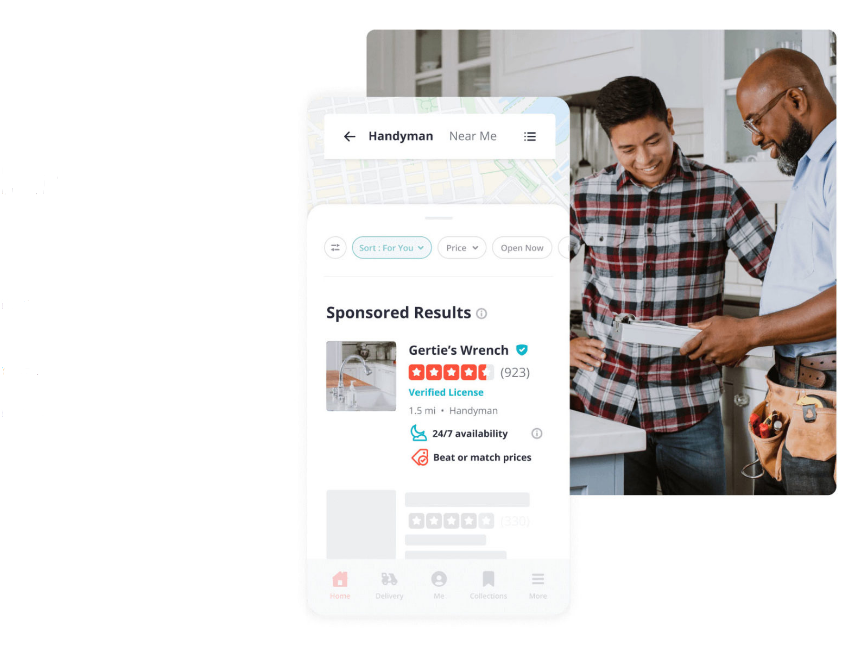 Handyman Near Me
Sort : For You
Price
Open Now
Sponsored Results
Gertie's Wrench
(923)
Verified License
1.5 mi • Handyman
24/7 availability
Beat or match prices
(530)
Home
Delivery
Me
Collections
More